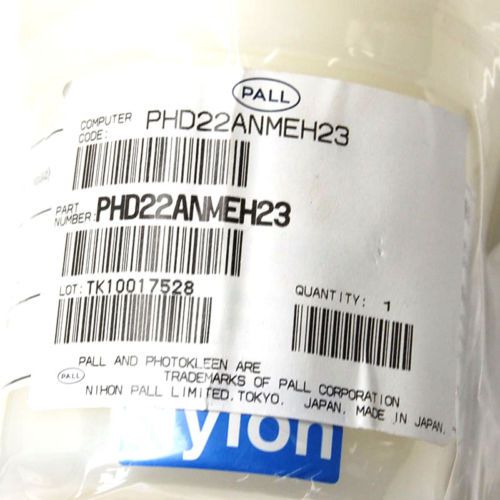 PALL
COMPUTER
CODE: PHD22ANMEH23
PART
NUMBER: PHD22ANMEH23
LOT: TK10017528
QUANTITY: 1
PALL AND PHOTOKLEEN ARE
PALL TRADEMARKS OF PALL CORPORATION
NIHON PALL LIMITED, TOKYO, JAPAN, MADE IN JAPAN,
ylon